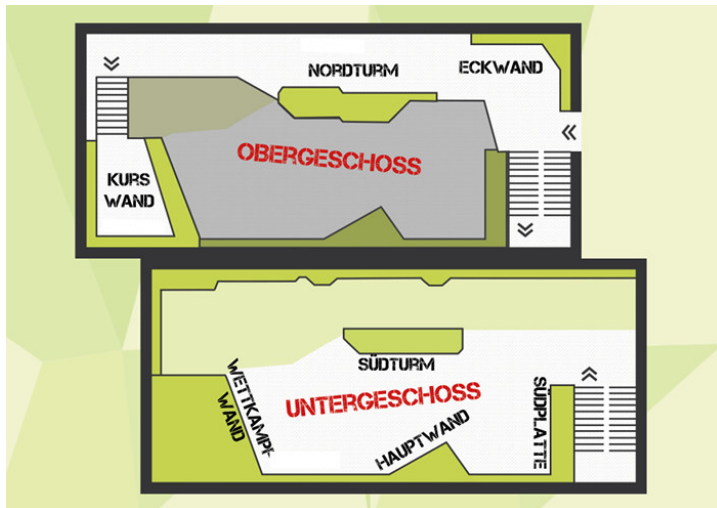 NORDTURM
ECKWAND
OBERGESCHOSS
KURS
WAND
SÜDTURM
WETTKAMPF
WAND
UNTERGESCHOSS
HAUPTWAND
SÜDPLATTE